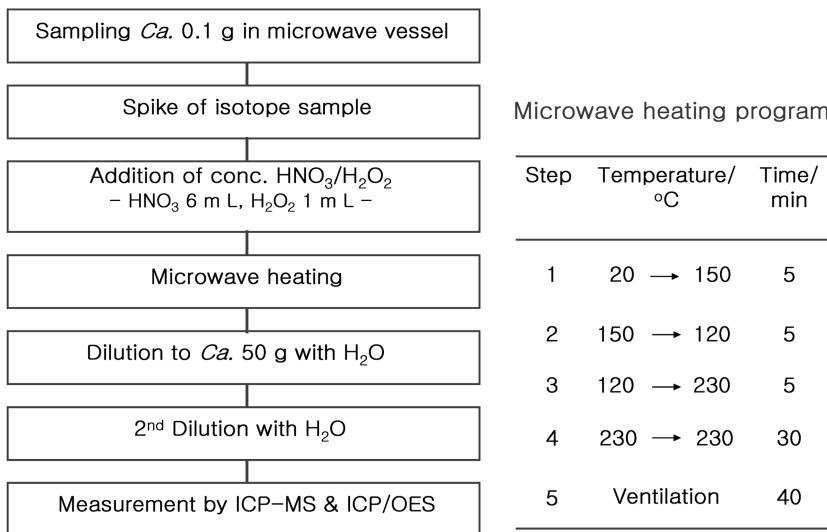 Sampling Ca. 0.1 g in microwave vessel
Spike of isotope sample
Addition of conc. HNO₃/H₂O₂
– HNO₃ 6 m L, H₂O₂ 1 m L –
Microwave heating
Dilution to Ca. 50 g with H₂O
2ⁿᵈ Dilution with H₂O
Measurement by ICP–MS & ICP/OES
Microwave heating program
Step Temperature/ Time/
ᵒC min
1 20 → 150 5
2 150 → 120 5
3 120 → 230 5
4 230 → 230 30
5 Ventilation 40